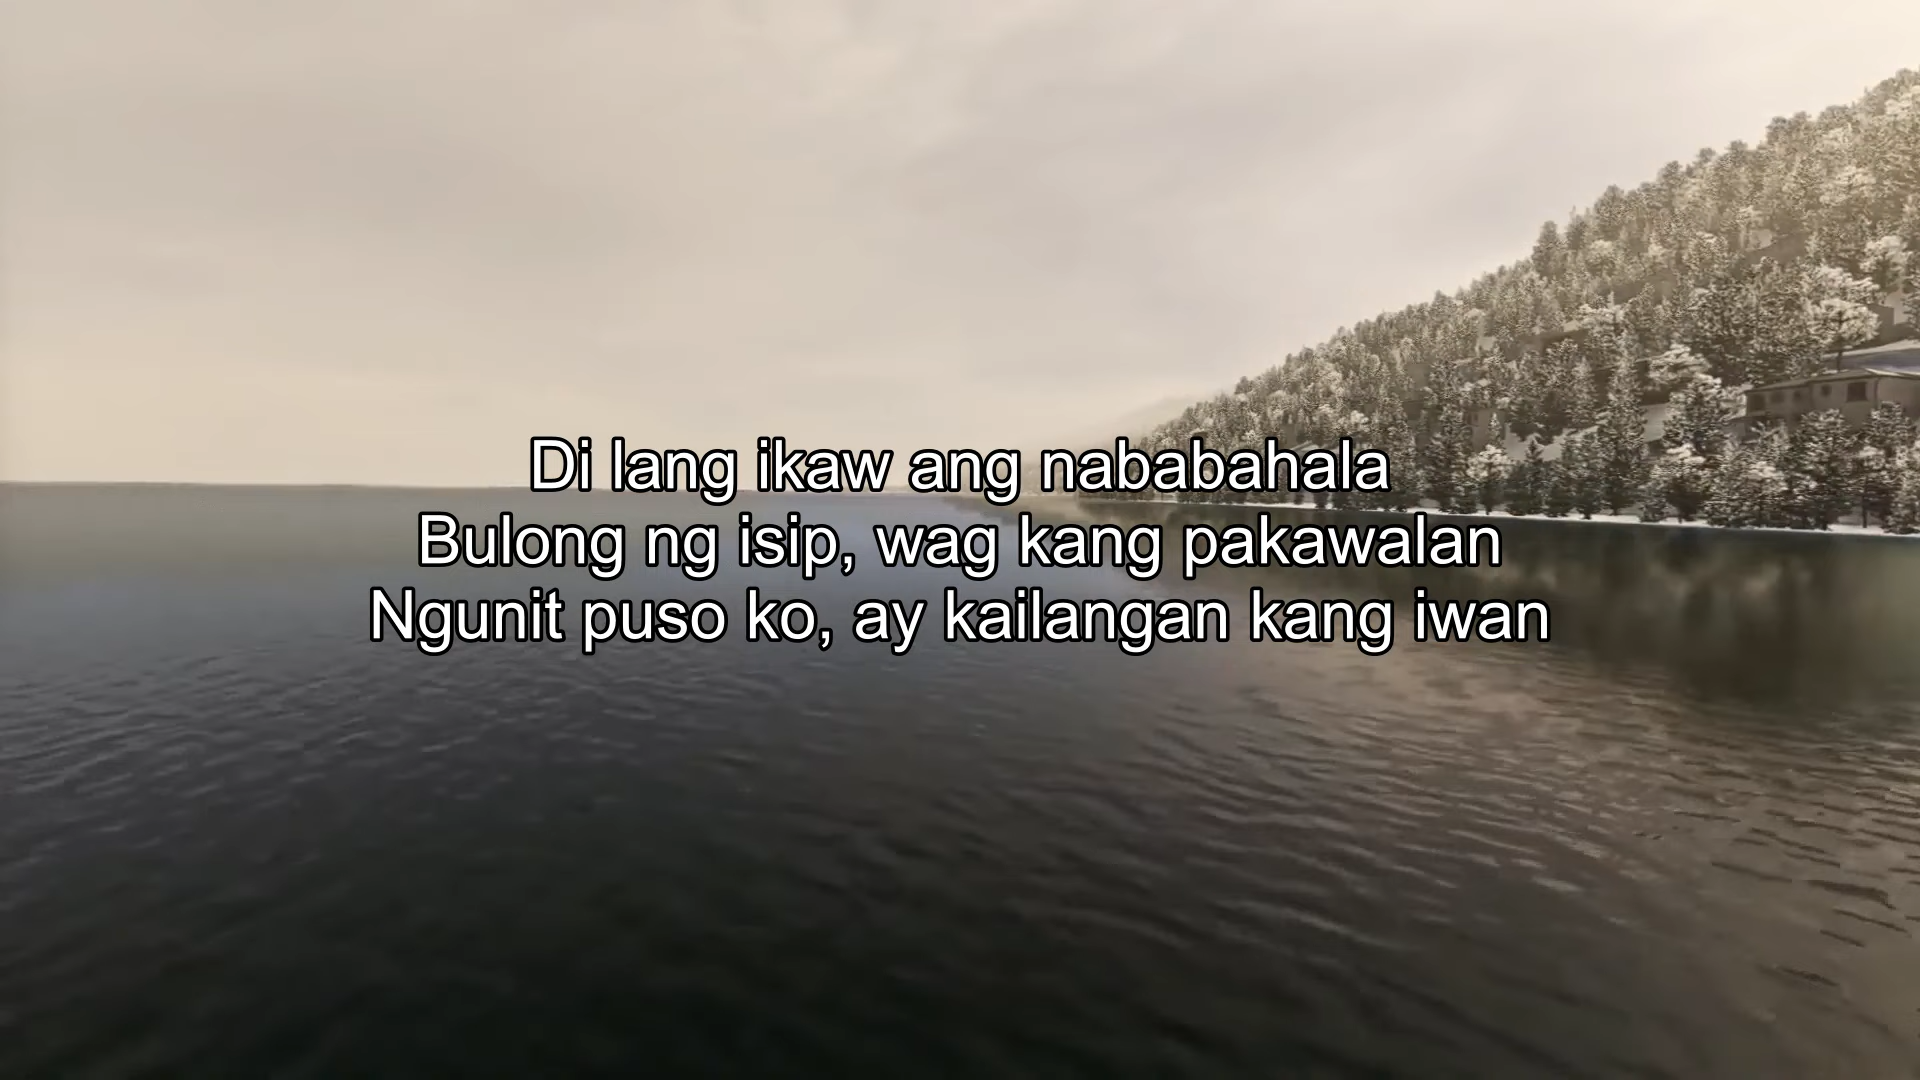 Di lang ikaw ang nababahala
Bulong ng isip, wag kang pakawalan
Ngunit puso ko, ay kailangan kang iwan